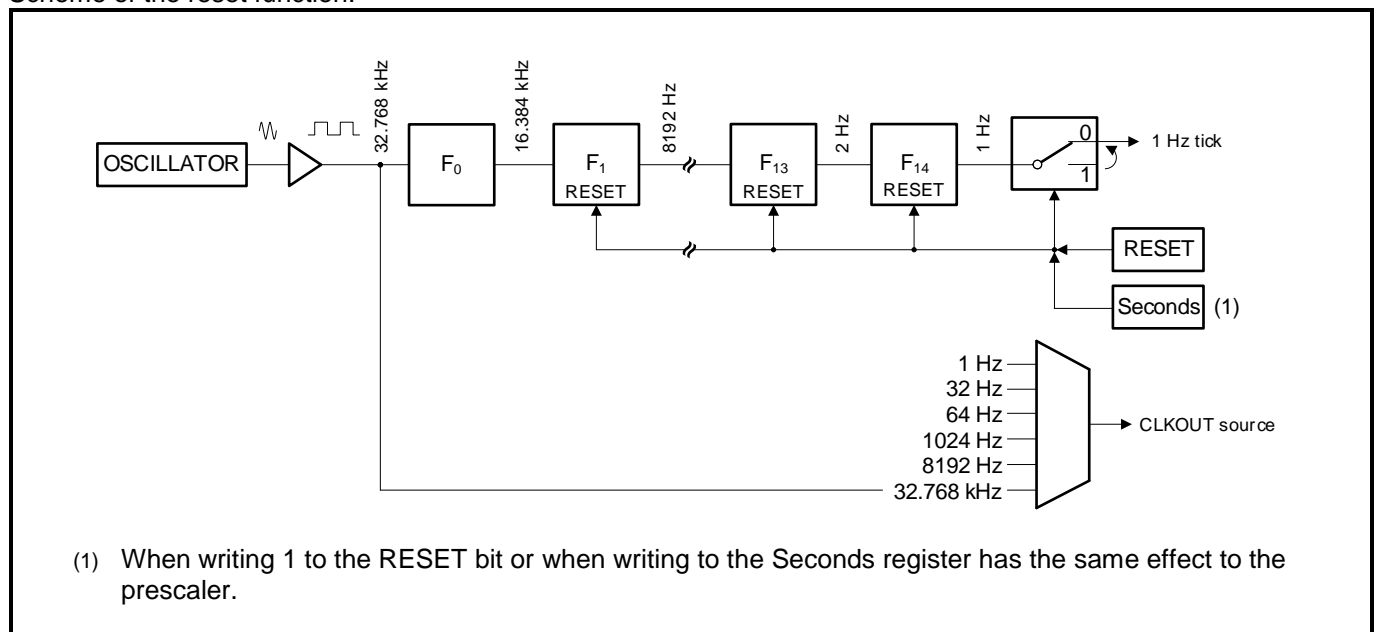 Scheme of the reset function:
32.768 kHz
16.384 kHz
8192 Hz
2 Hz
1 Hz
OSCILLATOR
F₀
F₁
RESET
F₁₃
RESET
F₁₄
RESET
0
1
1 Hz tick
RESET
Seconds (1)
1 Hz
32 Hz
64 Hz
1024 Hz
8192 Hz
32.768 kHz
CLKOUT source
(1) When writing 1 to the RESET bit or when writing to the Seconds register has the same effect to the
prescaler.